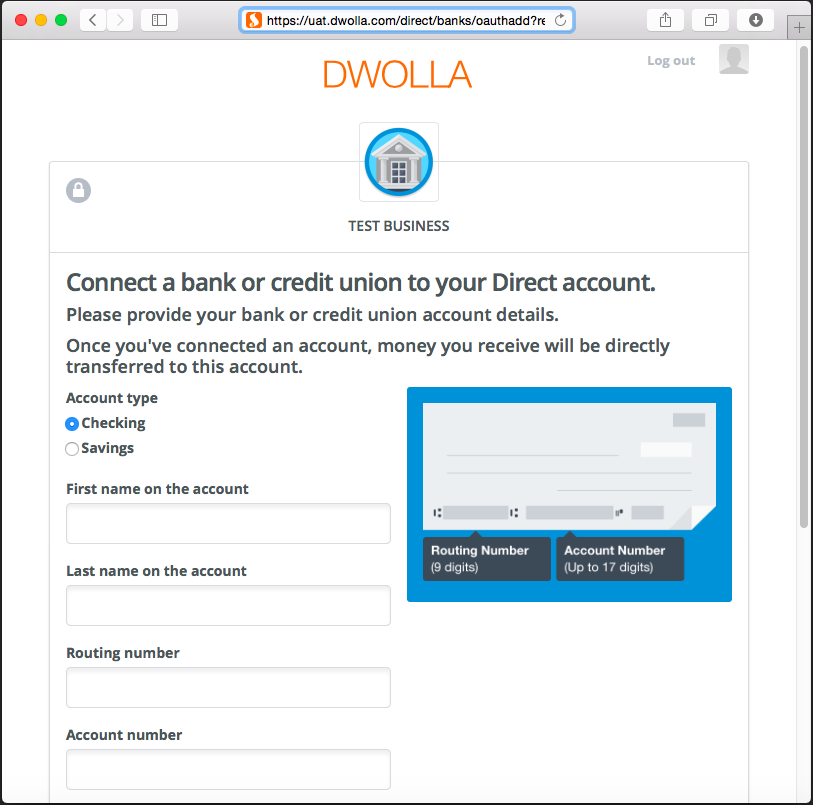 https://uat.dwolla.com/direct/banks/oauthadd?re
Log out
DWOLLA
TEST BUSINESS
Connect a bank or credit union to your Direct account.
Please provide your bank or credit union account details.
Once you've connected an account, money you receive will be directly
transferred to this account.
Account type
Checking
Savings
First name on the account
Last name on the account
Routing number
Account number
Routing Number
(9 digits)
Account Number
(Up to 17 digits)